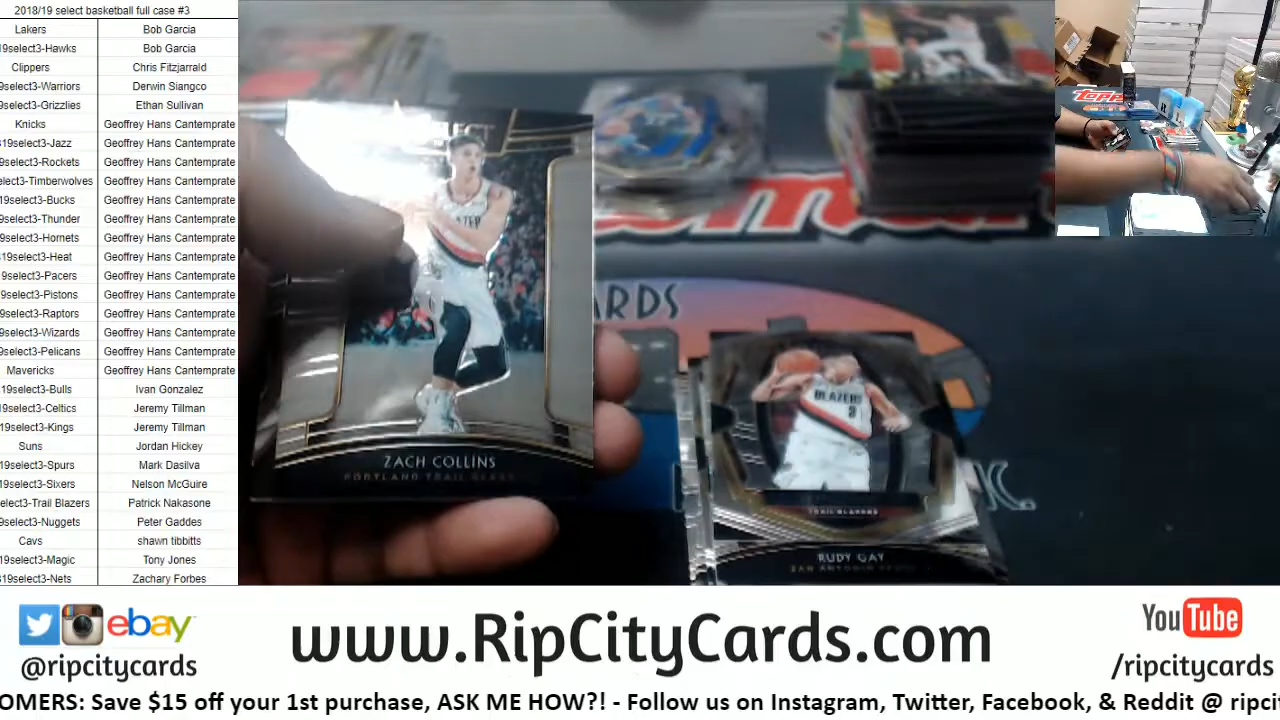 2018/19 select basketball full case #3
Lakers Bob Garcia
19select3-Hawks Bob Garcia
Clippers Chris Fitzjarrald
9select3-Warriors Derwin Siangco
9select3-Grizzlies Ethan Sullivan
Knicks Geoffrey Hans Cantemprate
19select3-Jazz Geoffrey Hans Cantemprate
9select3-Rockets Geoffrey Hans Cantemprate
elect3-Timberwolves Geoffrey Hans Cantemprate
19select3-Bucks Geoffrey Hans Cantemprate
9select3-Thunder Geoffrey Hans Cantemprate
9select3-Hornets Geoffrey Hans Cantemprate
19select3-Heat Geoffrey Hans Cantemprate
19select3-Pacers Geoffrey Hans Cantemprate
9select3-Pistons Geoffrey Hans Cantemprate
9select3-Raptors Geoffrey Hans Cantemprate
9select3-Wizards Geoffrey Hans Cantemprate
9select3-Pelicans Geoffrey Hans Cantemprate
Mavericks Geoffrey Hans Cantemprate
19select3-Bulls Ivan Gonzalez
19select3-Celtics Jeremy Tillman
19select3-Kings Jeremy Tillman
Suns Jordan Hickey
19select3-Spurs Mark Dasilva
19select3-Sixers Nelson McGuire
elect3-Trail Blazers Patrick Nakasone
9select3-Nuggets Peter Gaddes
Cavs shawn tibbitts
19select3-Magic Tony Jones
19select3-Nets Zachary Forbes
ZACH COLLINS
PORTLAND TRAIL BLAZERS
BLAZERS
3
TRAIL BLAZERS
RUDY GAY
SAN ANTONIO SPURS
ARDS
TOPPS
ebay
@ripcitycards
www.RipCityCards.com
YouTube
/ripcitycards
OMERS: Save $15 off your 1st purchase, ASK ME HOW?! - Follow us on Instagram, Twitter, Facebook, & Reddit @ ripci